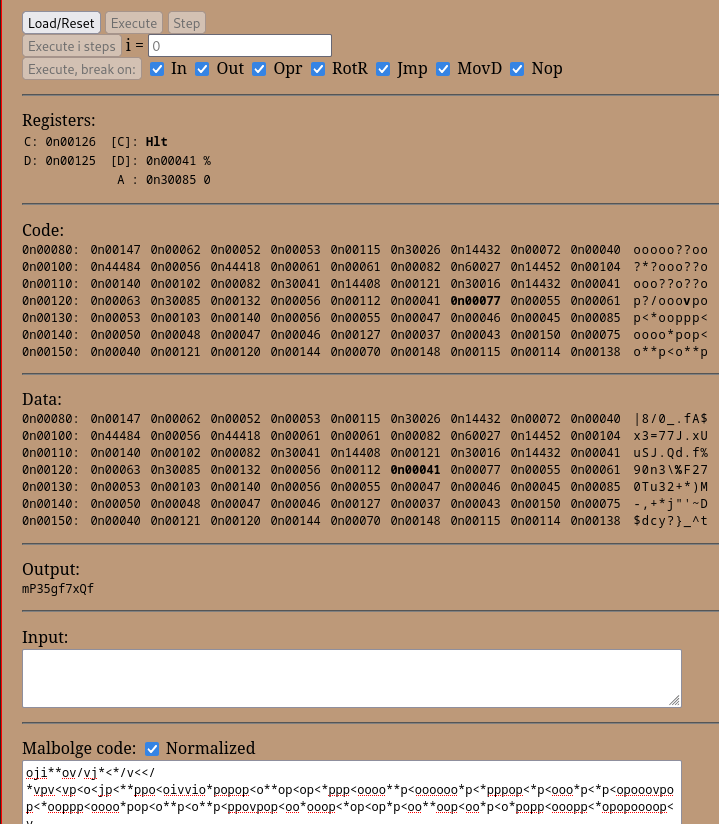 Load/Reset Execute Step
Execute i steps i = 0
Execute, break on: In Out Opr RotR Jmp MovD Nop
Registers:
C: 0n00126 [C]: Hlt
D: 0n00125 [D]: 0n00041 %
A : 0n30085 0
Code:
0n00080: 0n00147 0n00062 0n00052 0n00053 0n00115 0n30026 0n14432 0n00072 0n00040 ooooo??oo
0n00100: 0n44484 0n00056 0n44418 0n00061 0n00061 0n00082 0n60027 0n14452 0n00104 ?*?ooo??o
0n00110: 0n00140 0n00102 0n00082 0n30041 0n14408 0n00121 0n30016 0n14432 0n00041 ooo??o??o
0n00120: 0n00063 0n30085 0n00132 0n00056 0n00112 0n00041 0n00077 0n00055 0n00061 p?/ooovpo
0n00130: 0n00053 0n00103 0n00140 0n00056 0n00055 0n00047 0n00046 0n00045 0n00085 p<*ooppp<
0n00140: 0n00050 0n00048 0n00047 0n00046 0n00127 0n00037 0n00043 0n00150 0n00075 oooo*pop<
0n00150: 0n00040 0n00121 0n00120 0n00144 0n00070 0n00148 0n00115 0n00114 0n00138 o**p<o**p
Data:
0n00080: 0n00147 0n00062 0n00052 0n00053 0n00115 0n30026 0n14432 0n00072 0n00040 |8/0_.fA$
0n00100: 0n44484 0n00056 0n44418 0n00061 0n00061 0n00082 0n60027 0n14452 0n00104 x3=77J.xU
0n00110: 0n00140 0n00102 0n00082 0n30041 0n14408 0n00121 0n30016 0n14432 0n00041 uSJ.Qd.f%
0n00120: 0n00063 0n30085 0n00132 0n00056 0n00112 0n00041 0n00077 0n00055 0n00061 90n3\%F27
0n00130: 0n00053 0n00103 0n00140 0n00056 0n00055 0n00047 0n00046 0n00045 0n00085 0Tu32+*)M
0n00140: 0n00050 0n00048 0n00047 0n00046 0n00127 0n00037 0n00043 0n00150 0n00075 -,+*j"'~D
0n00150: 0n00040 0n00121 0n00120 0n00144 0n00070 0n00148 0n00115 0n00114 0n00138 $dcy?}_^t
Output:
mP35gf7xQf
Input:
Malbolge code: Normalized
oji**ov/vj*<*/v<</
*vpv<vp<o<jp<**ppo<oivvio*popop<o**op<op<*ppp<oooo**p<oooooo*p<*pppop<*p<ooo*p<*p<opooovpo
p<*ooppp<oooo*pop<o**p<o**p<ppovpop<oo*ooop<*op<op*p<oo**oop<oo*p<o*popp<ooopp<*opopoooop<